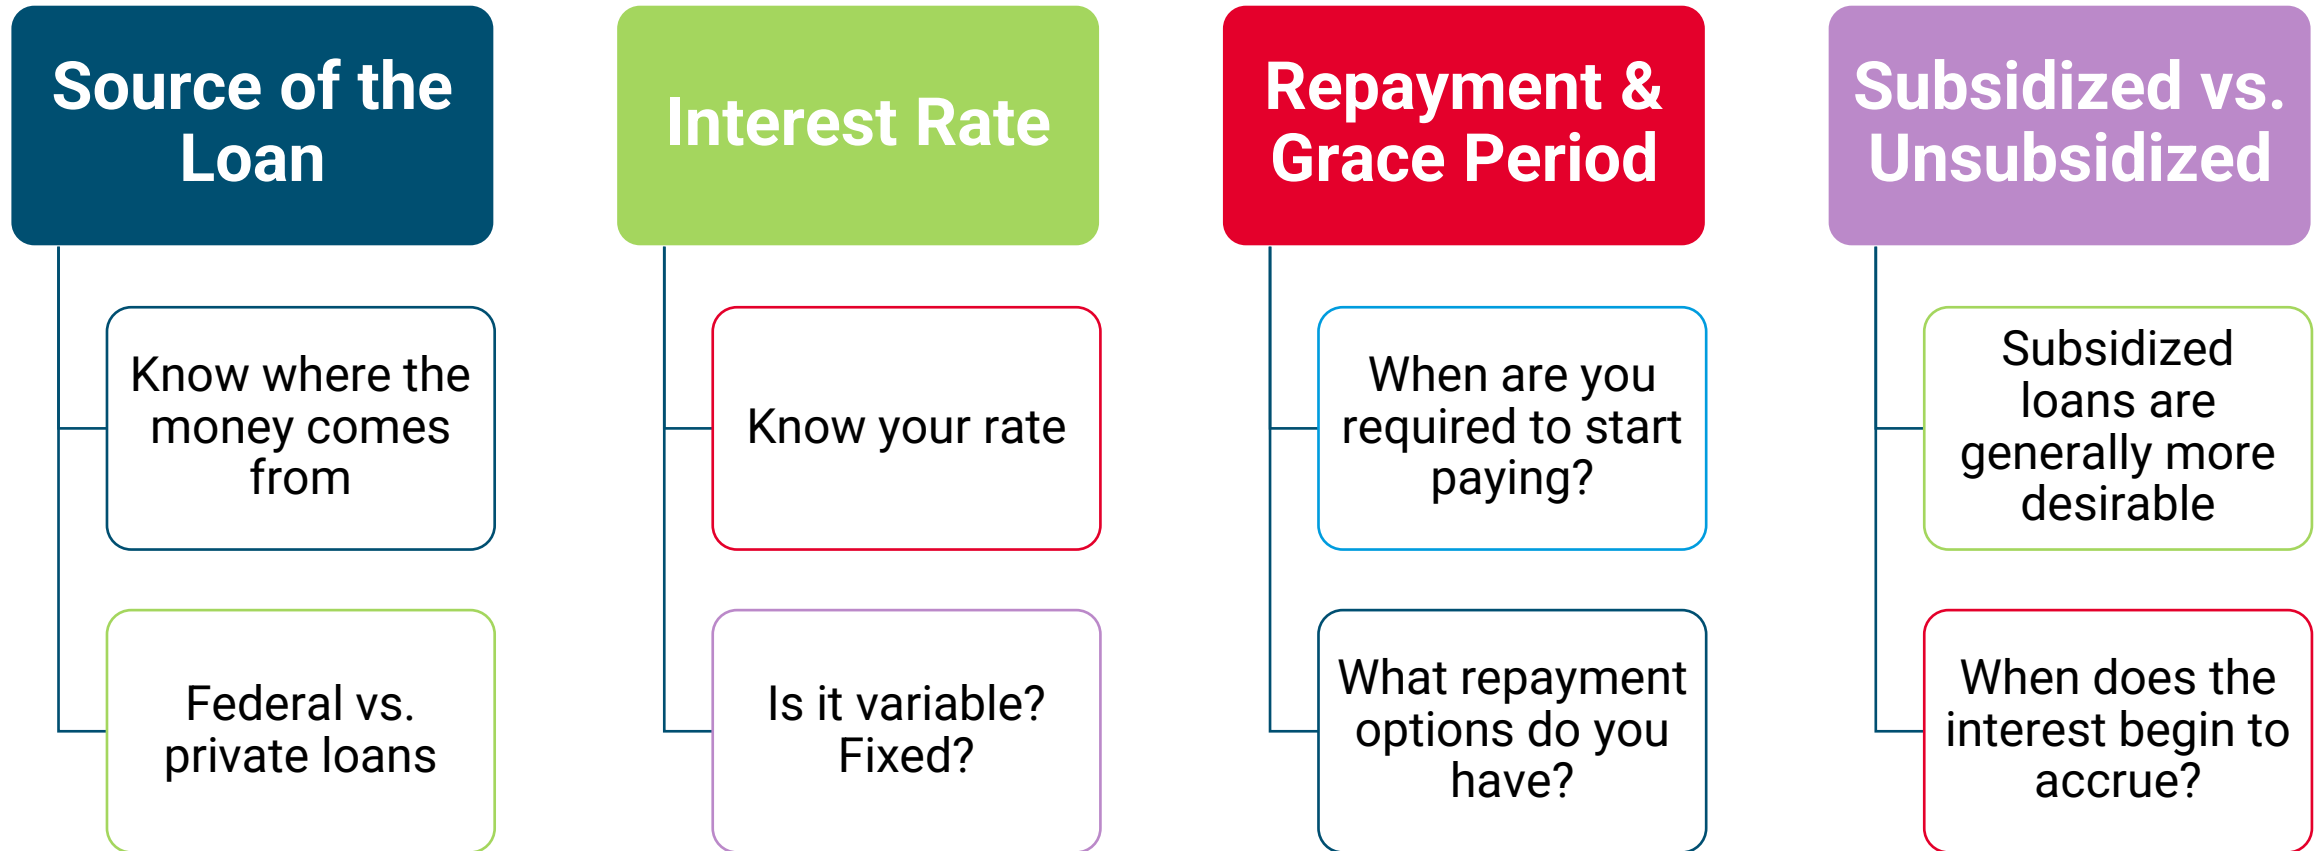 Source of the
Loan
Know where the
money comes
from
Federal vs.
private loans
Interest Rate
Know your rate
Is it variable?
Fixed?
Repayment &
Grace Period
When are you
required to start
paying?
What repayment
options do you
have?
Subsidized vs.
Unsubsidized
Subsidized
loans are
generally more
desirable
When does the
interest begin to
accrue?